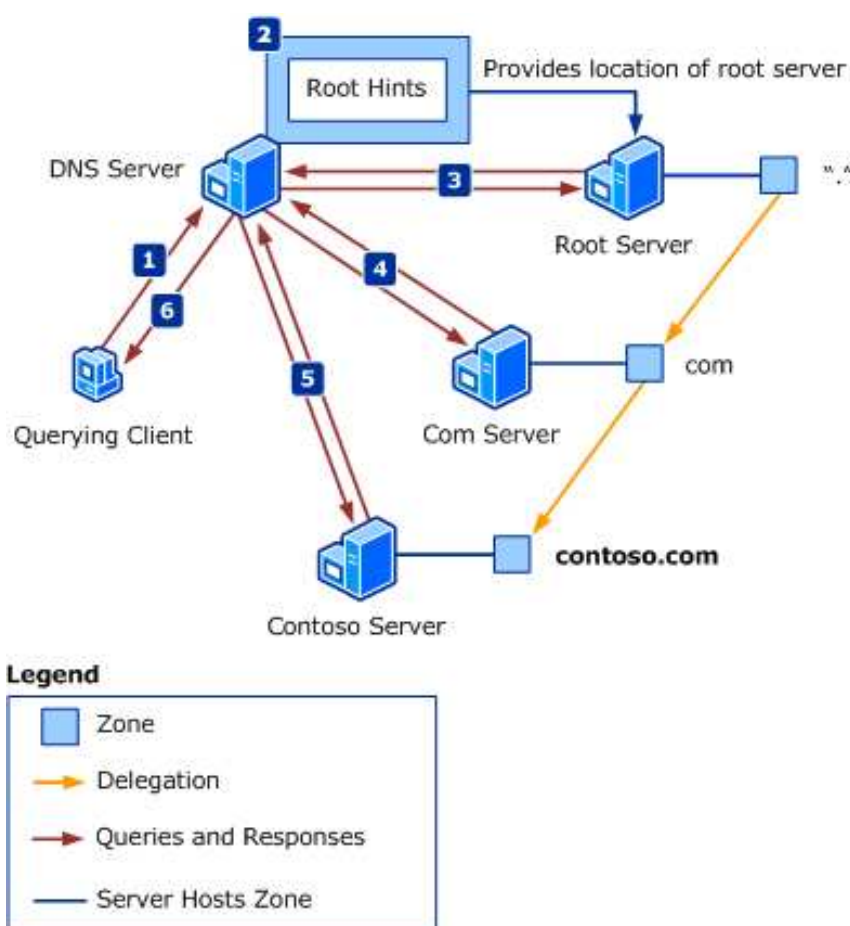 2
Root Hints
Provides location of root server
DNS Server
3
"."
Root Server
1
4
6
com
5
Querying Client
Com Server
contoso.com
Contoso Server
Legend
Zone
Delegation
Queries and Responses
Server Hosts Zone